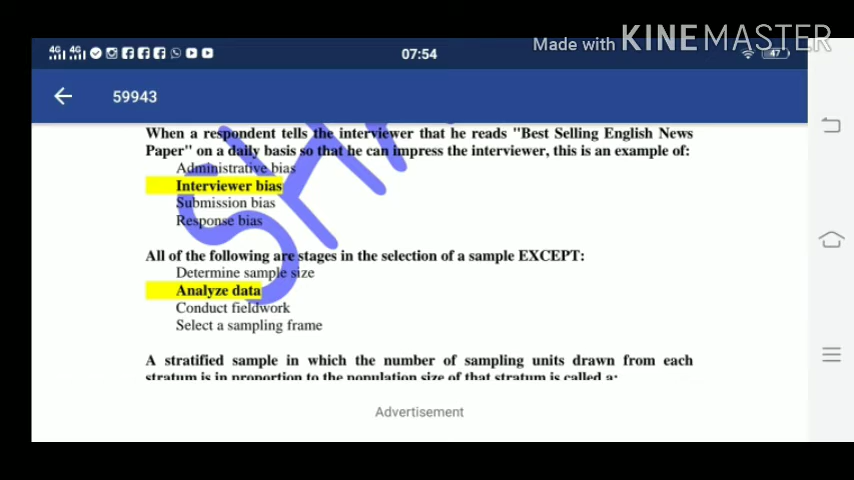 4G 4G 07:54 47
Made with KINEMASTER
59943
When a respondent tells the interviewer that he reads "Best Selling English News
Paper" on a daily basis so that he can impress the interviewer, this is an example of:
Administrative bias
Interviewer bias
Submission bias
Response bias
All of the following are stages in the selection of a sample EXCEPT:
Determine sample size
Analyze data
Conduct fieldwork
Select a sampling frame
A stratified sample in which the number of sampling units drawn from each
stratum is in proportion to the population size of that stratum is called a:
Advertisement